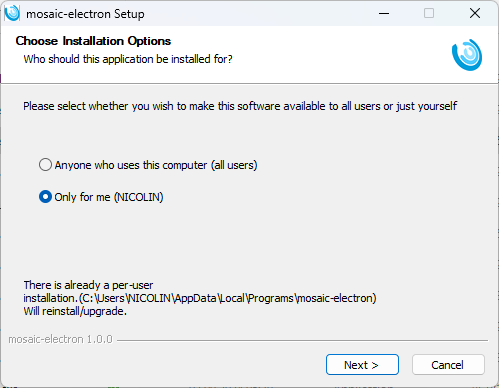 mosaic-electron Setup
Choose Installation Options
Who should this application be installed for?
Please select whether you wish to make this software available to all users or just yourself
Anyone who uses this computer (all users)
Only for me (NICOLIN)
There is already a per-user
installation.(C:\Users\NICOLIN\AppData\Local\Programs\mosaic-electron)
Will reinstall/upgrade.
mosaic-electron 1.0.0
Next >
Cancel